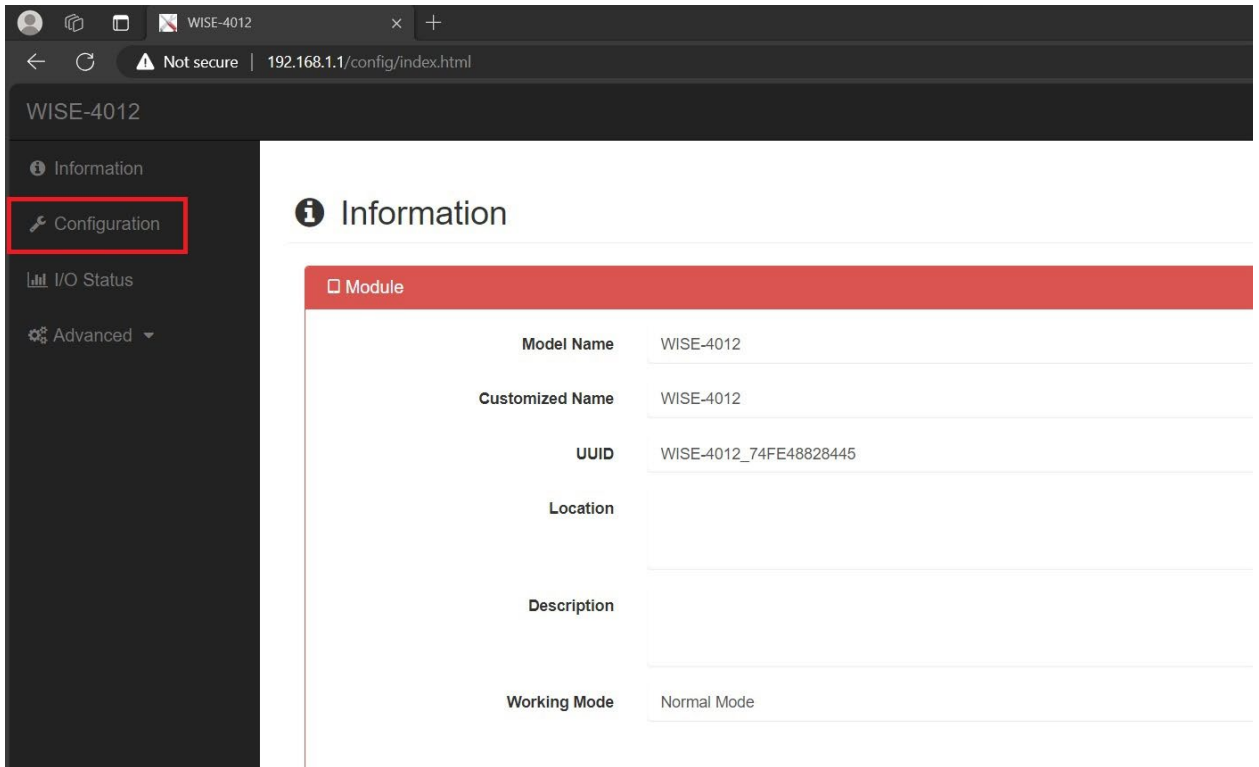 WISE-4012
Not secure | 192.168.1.1/config/index.html
WISE-4012
Information
Configuration
I/O Status
Advanced
Information
Module
Model Name WISE-4012
Customized Name WISE-4012
UUID WISE-4012_74FE48828445
Location
Description
Working Mode Normal Mode